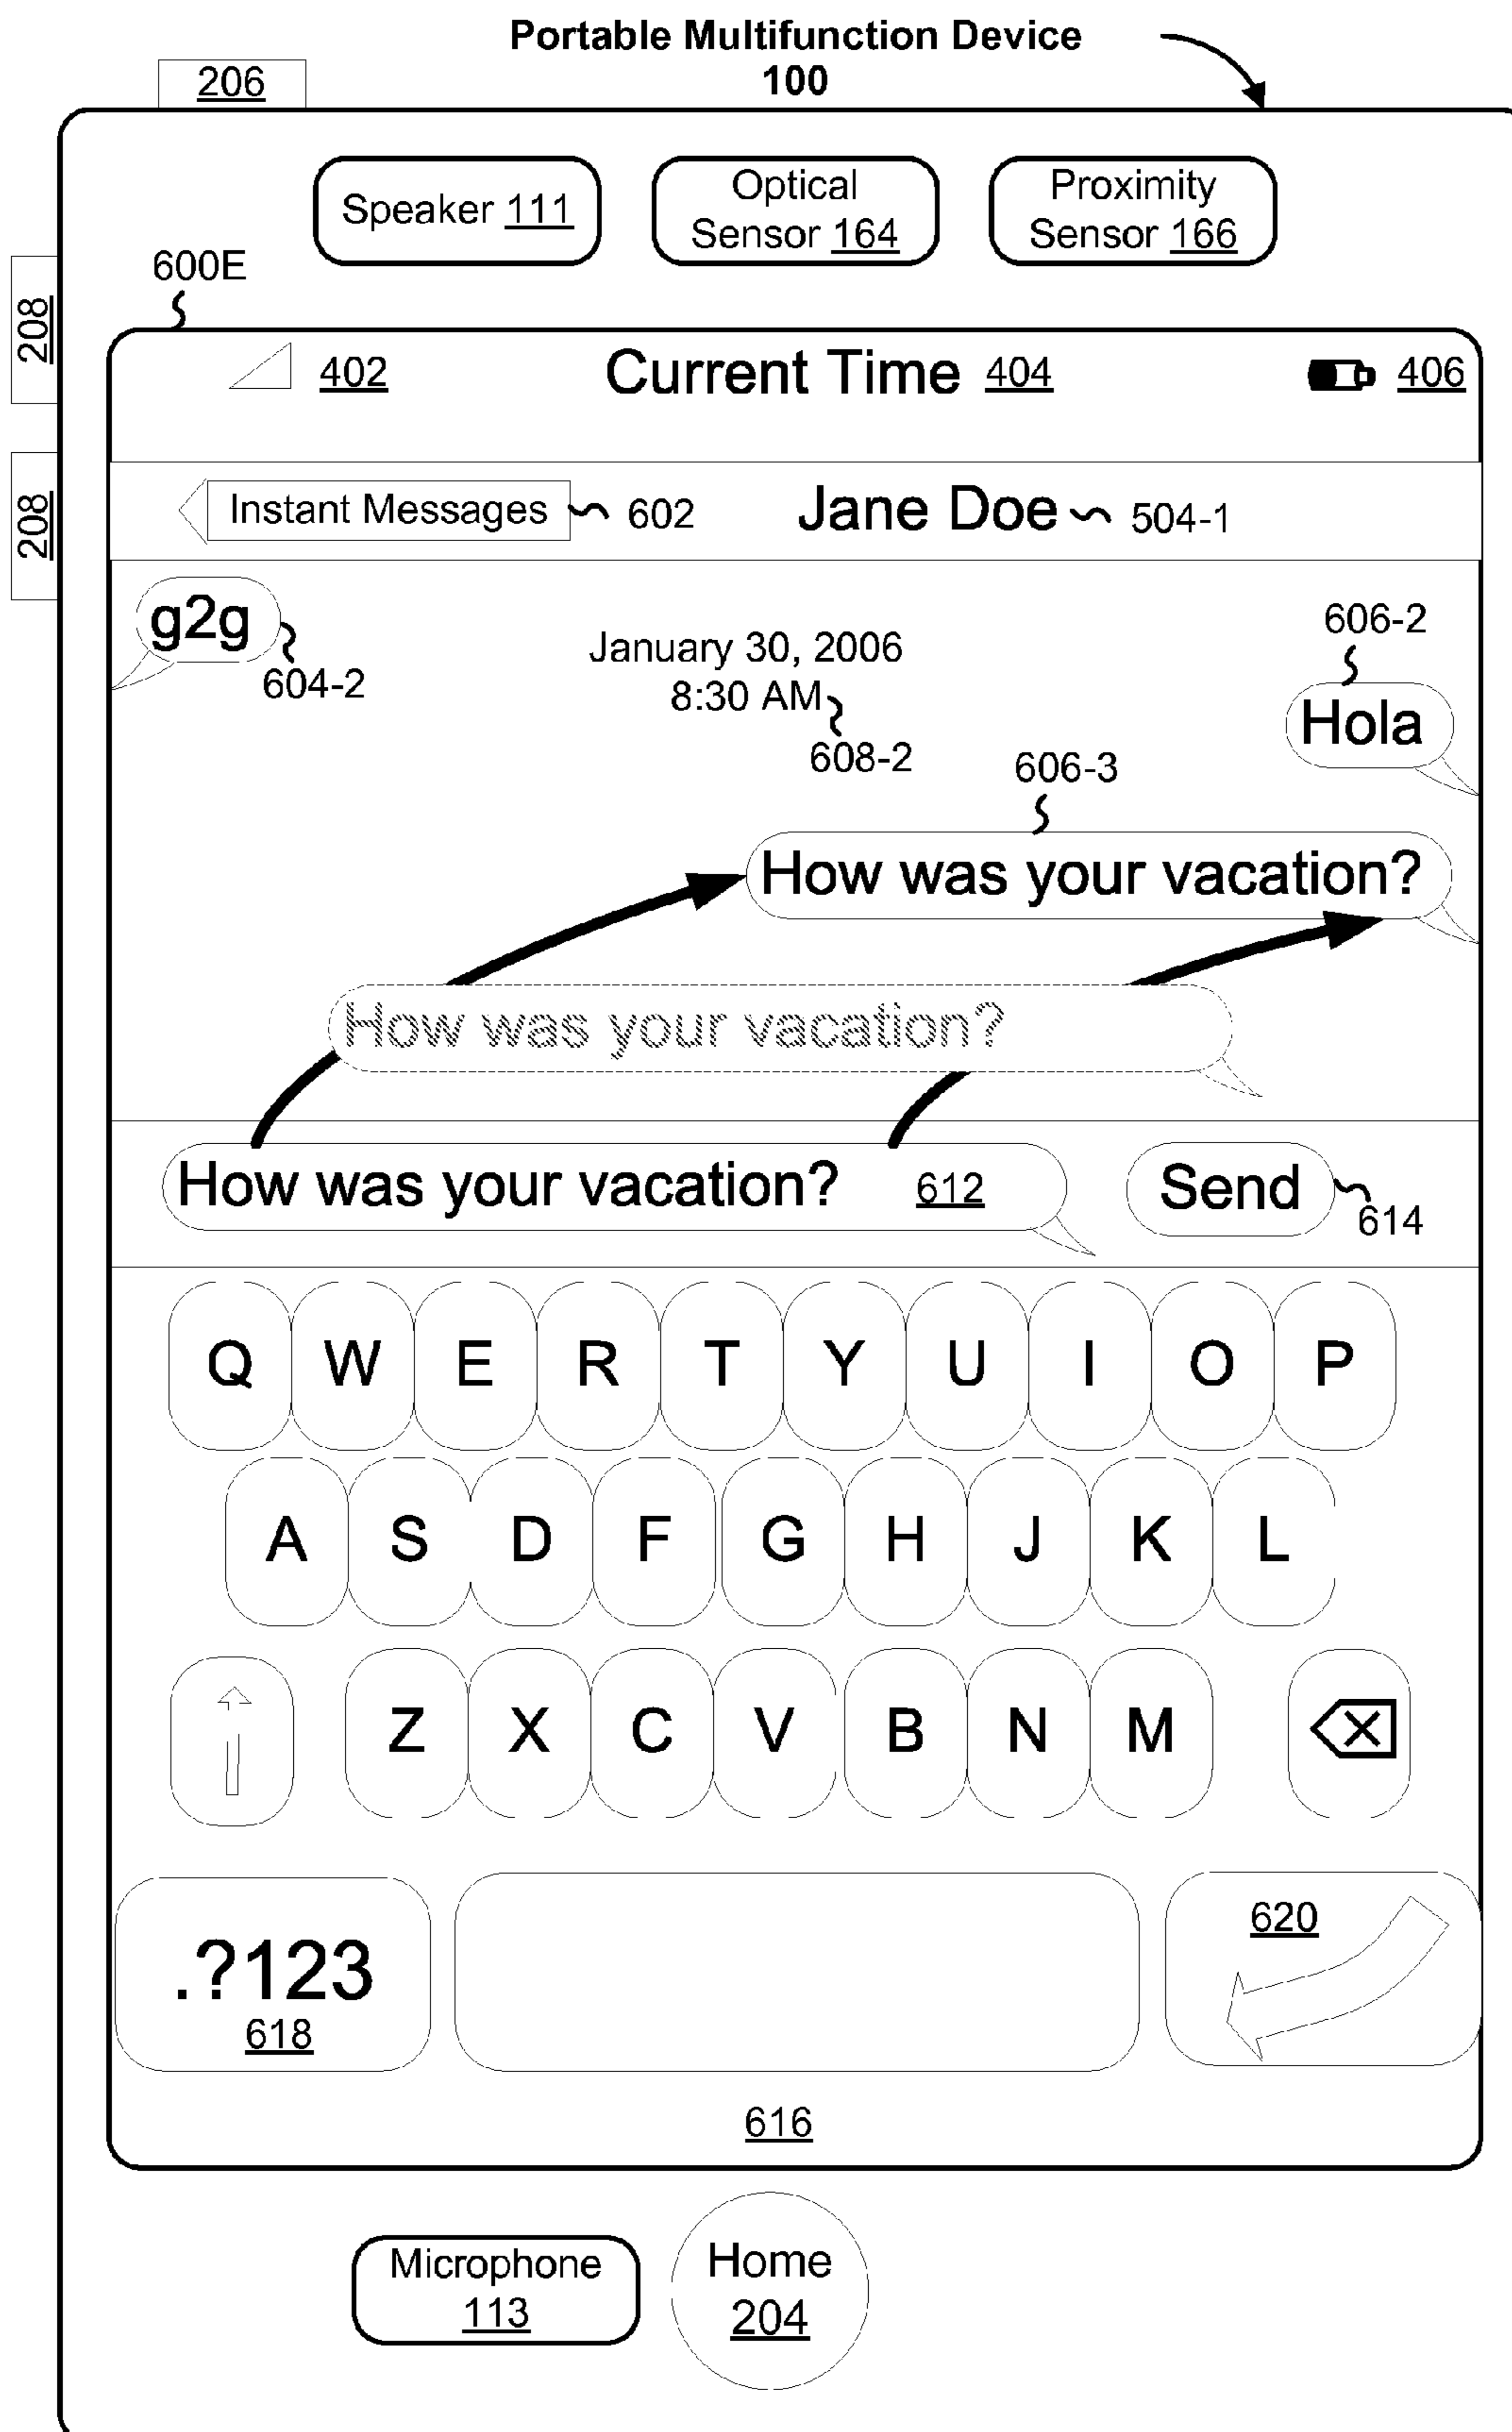 Portable Multifunction Device
100
206
Speaker 111
Optical
Sensor 164
Proximity
Sensor 166
600E
208
208
402
Current Time 404
406
Instant Messages
602
Jane Doe
504-1
g2g
604-2
January 30, 2006
8:30 AM
608-2
606-2
Hola
606-3
How was your vacation?
How was your vacation?
How was your vacation?
612
Send
614
Q W E R T Y U I O P
A S D F G H J K L
Z X C V B N M
.?123
618
620
616
Microphone
113
Home
204